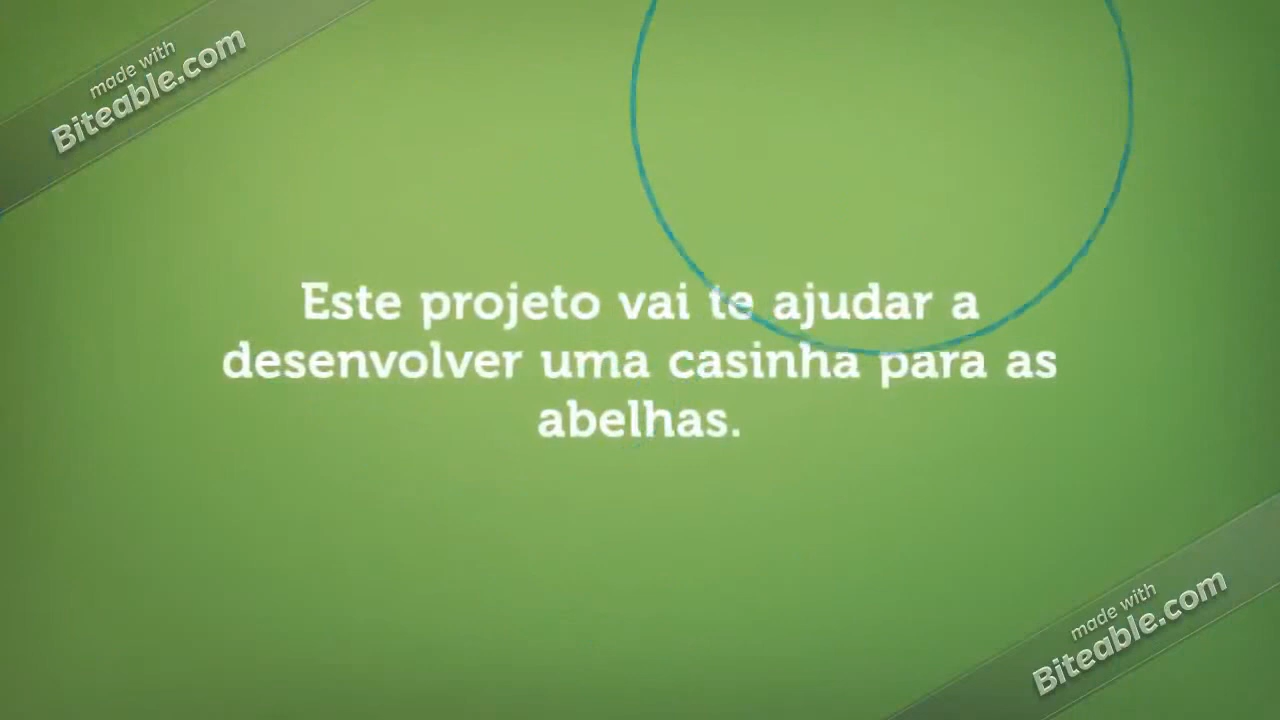 made with
Biteable.com
Este projeto vai te ajudar a
desenvolver uma casinha para as
abelhas.
made with
Biteable.com